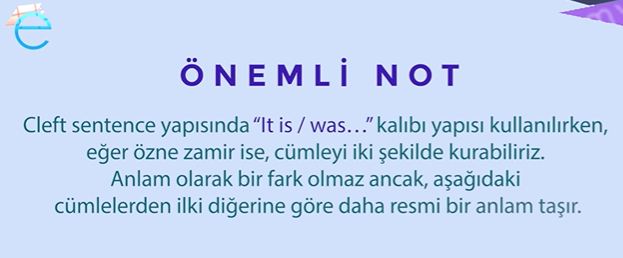 ÖNEMLİ NOT
Cleft sentence yapısında “It is / was…” kalıbı yapısı kullanılırken,
eğer özne zamir ise, cümleyi iki şekilde kurabiliriz.
Anlam olarak bir fark olmaz ancak, aşağıdaki
cümlelerden ilki diğerine göre daha resmi bir anlam taşır.